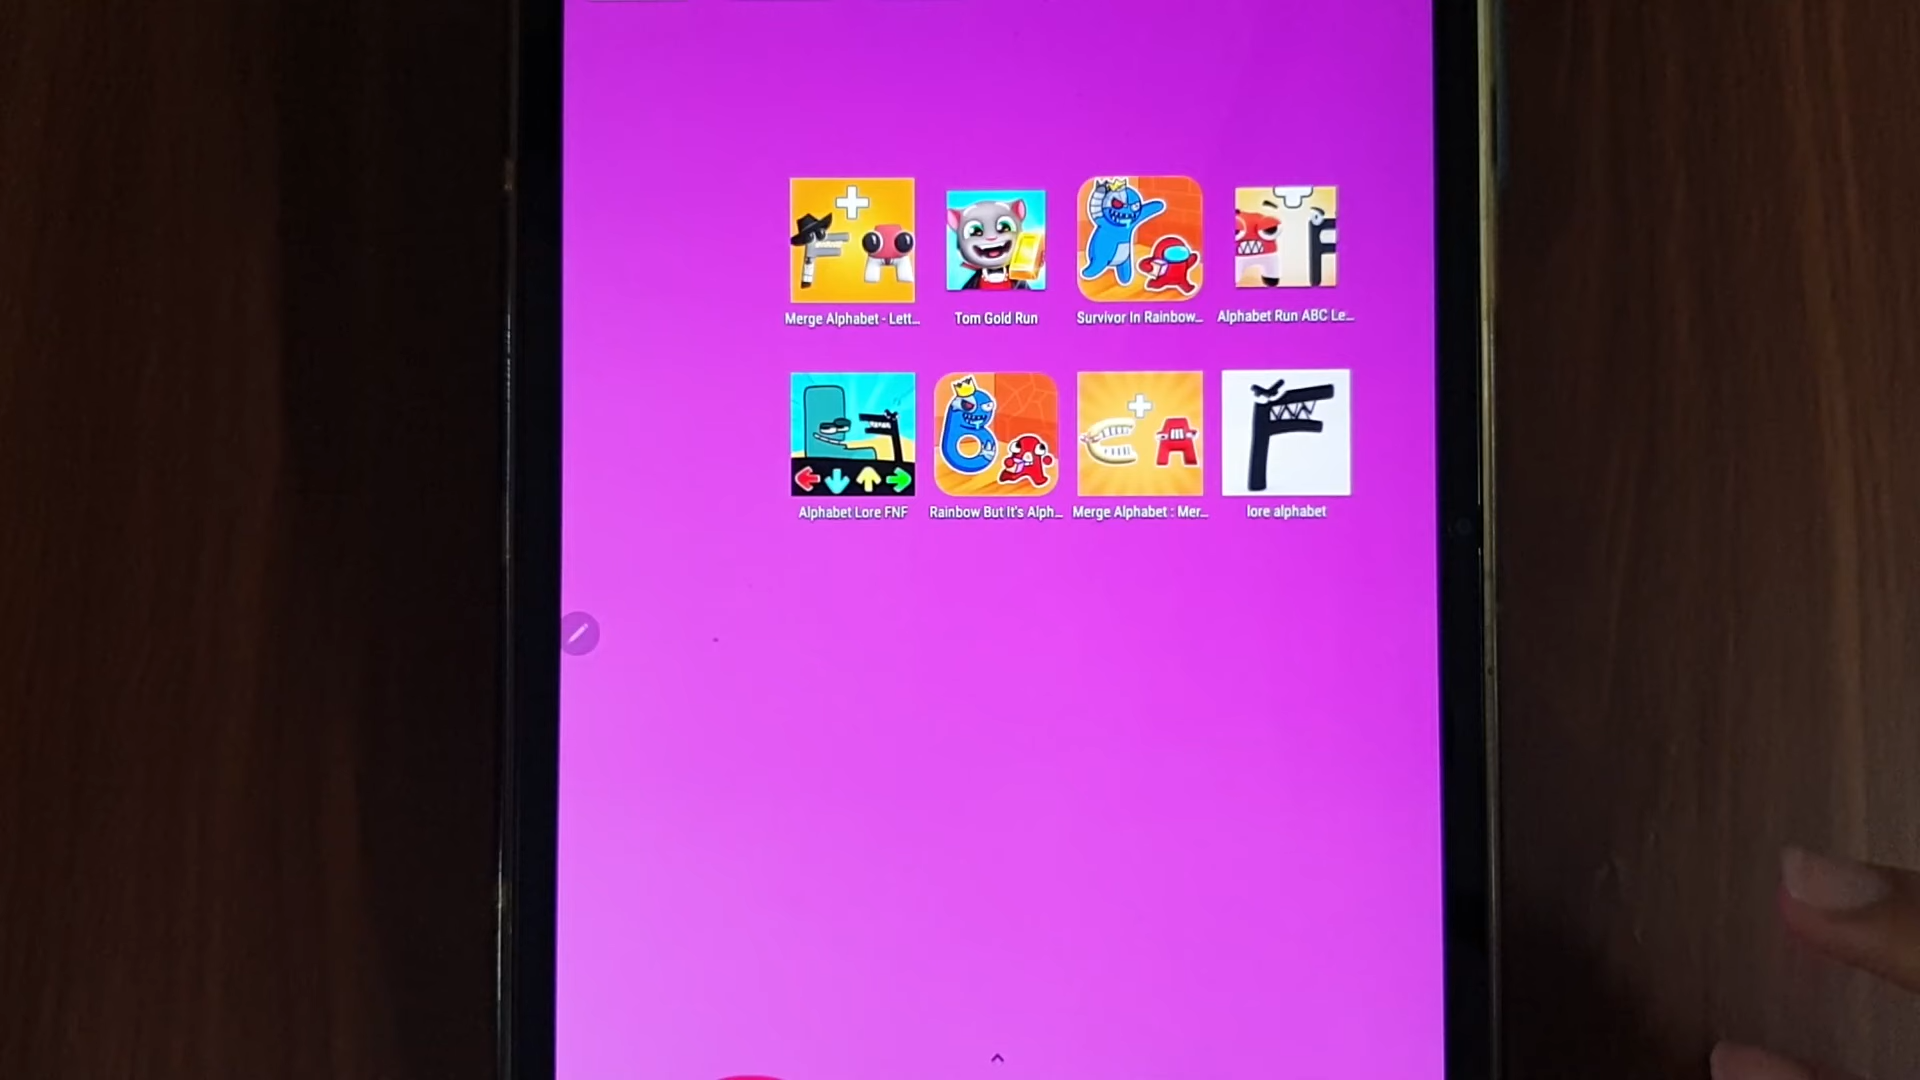 Merge Alphabet - Lett...
Tom Gold Run
Survivor In Rainbow...
Alphabet Run ABC Le...
Alphabet Lore FNF
Rainbow But It's Alph...
Merge Alphabet : Mer...
lore alphabet